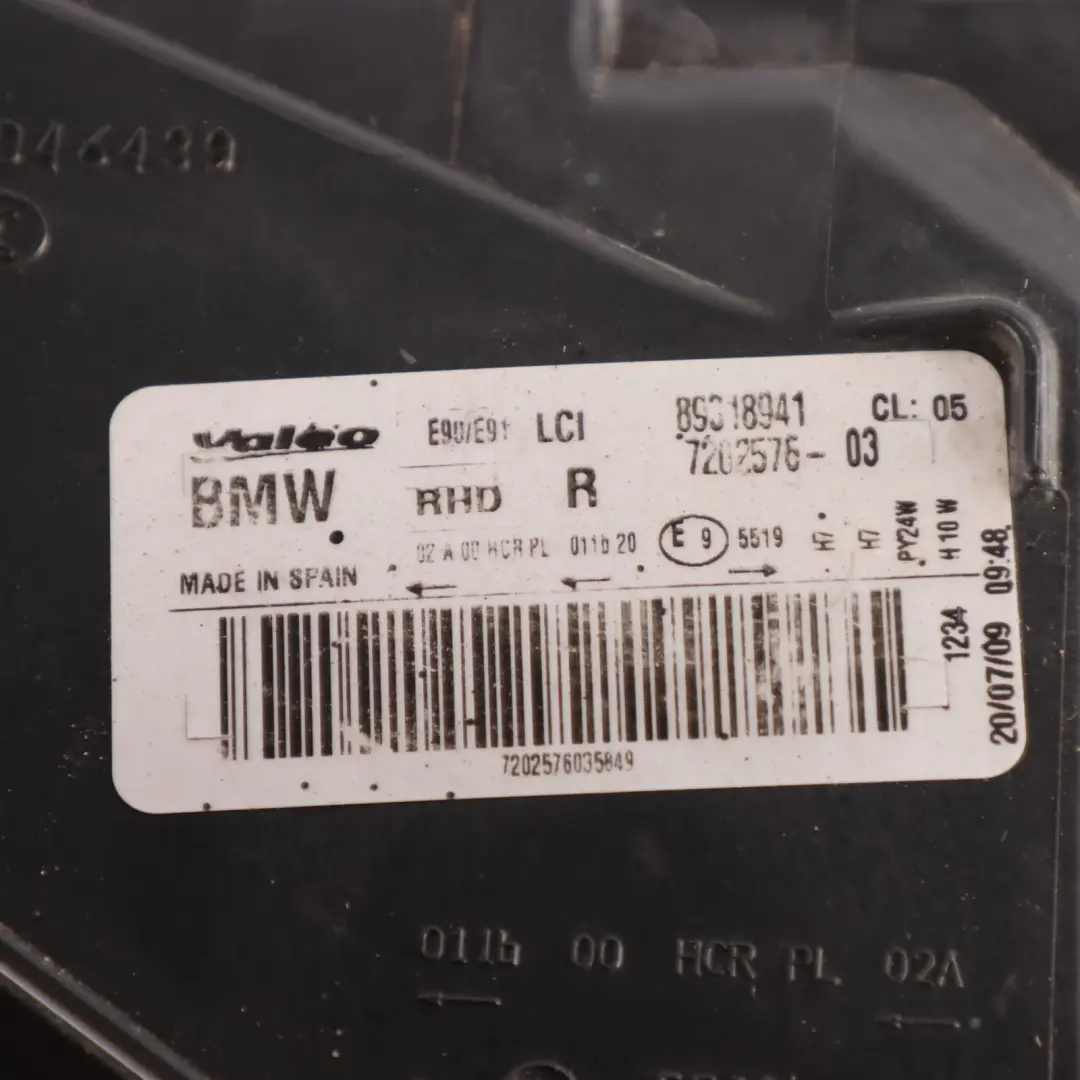 046439
Valeo E90/E91 LCI 89318941 CL: 05
7202576- 03
BMW RHD R
02 A 00 HCR PL 011b 20 E 9 5519 H7 H7 PY24W H10W
MADE IN SPAIN
1234
20/07/09 09:48
7202576035849
011b 00 HCR PL 02A